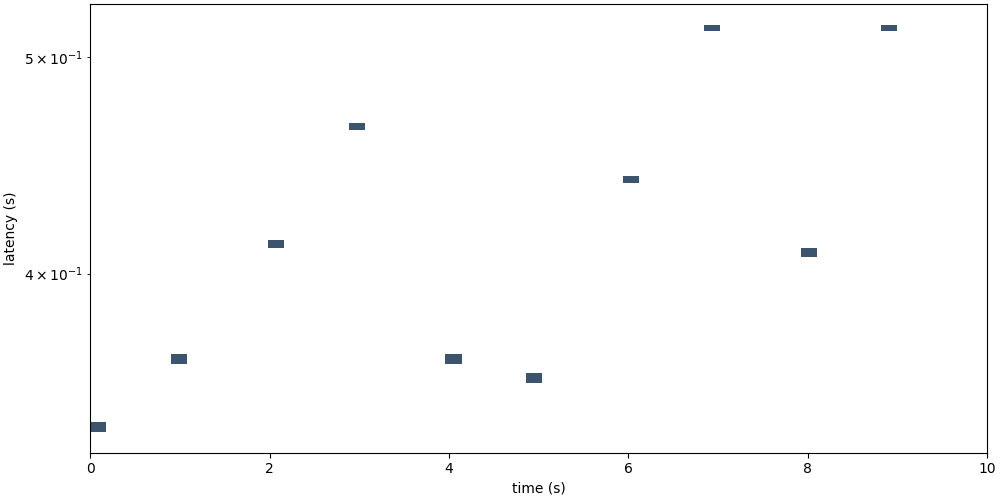 5 × 10⁻¹
4 × 10⁻¹
latency (s)
0 2 4 6 8 10
time (s)